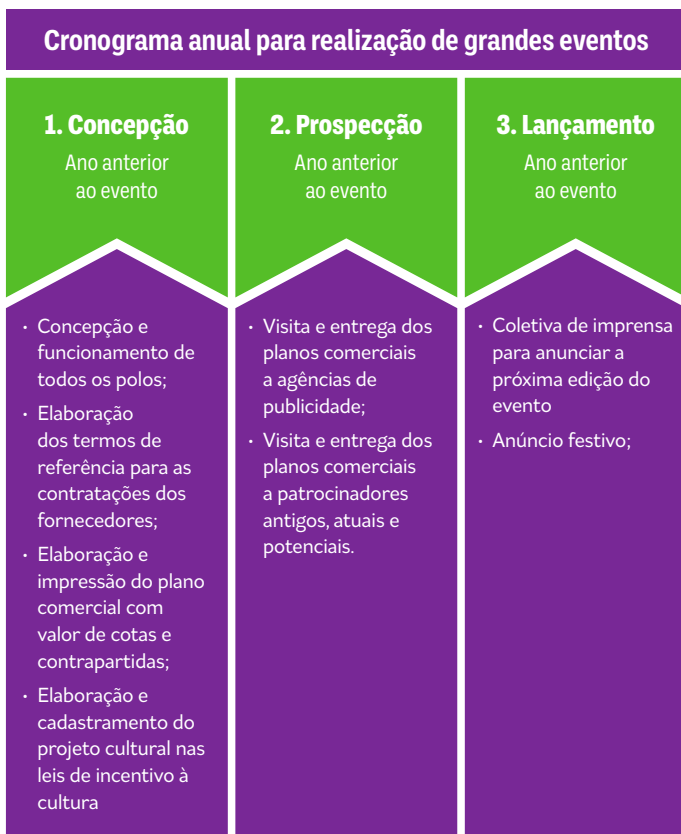 Cronograma anual para realização de grandes eventos
1. Concepção
Ano anterior
ao evento
· Concepção e
funcionamento de
todos os polos;
· Elaboração
dos termos de
referência para as
contratações dos
fornecedores;
· Elaboração e
impressão do plano
comercial com
valor de cotas e
contrapartidas;
· Elaboração e
cadastramento do
projeto cultural nas
leis de incentivo à
cultura
2. Prospecção
Ano anterior
ao evento
· Visita e entrega dos
planos comerciais
a agências de
publicidade;
· Visita e entrega dos
planos comerciais
a patrocinadores
antigos, atuais e
potenciais.
3. Lançamento
Ano anterior
ao evento
· Coletiva de imprensa
para anunciar a
próxima edição do
evento
· Anúncio festivo;